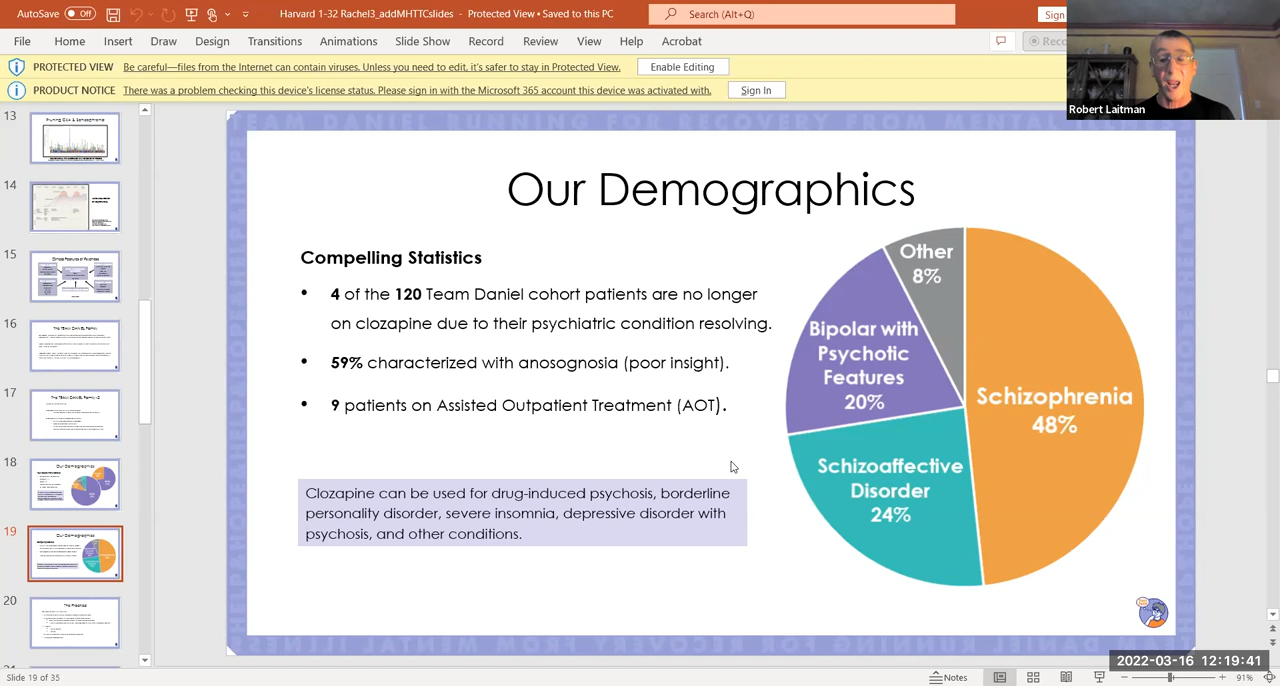 AutoSave Off Harvard 1-32 Rachel3_addMHTTCslides - Protected View • Saved to this PC Search (Alt+Q) Sign
File Home Insert Draw Design Transitions Animations Slide Show Record Review View Help Acrobat
PROTECTED VIEW Be careful—files from the Internet can contain viruses. Unless you need to edit, it's safer to stay in Protected View. Enable Editing
PRODUCT NOTICE There was a problem checking this device's license status. Please sign in with the Microsoft 365 account this device was activated with. Sign In
Robert Laitman
13
14
15
16
17
18
Our Demographics
19
Our Demographics
20
Our Demographics
Compelling Statistics
• 4 of the 120 Team Daniel cohort patients are no longer
on clozapine due to their psychiatric condition resolving.
• 59% characterized with anosognosia (poor insight).
• 9 patients on Assisted Outpatient Treatment (AOT).
Clozapine can be used for drug-induced psychosis, borderline
personality disorder, severe insomnia, depressive disorder with
psychosis, and other conditions.
Other
8%
Bipolar with
Psychotic
Features
20%
Schizophrenia
48%
Schizoaffective
Disorder
24%
2022-03-16 12:19:41
Slide 19 of 35 Notes 91%